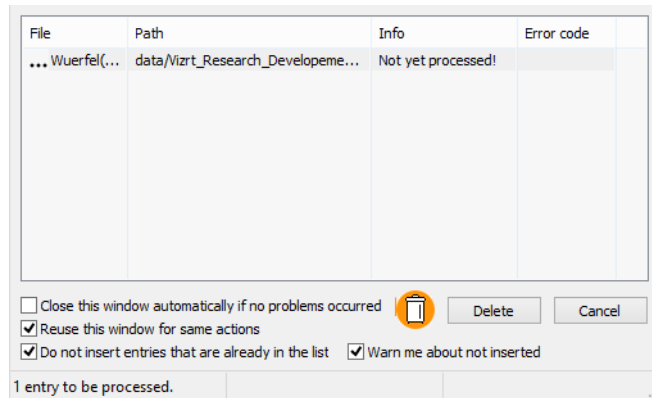 File Path Info Error code
... Wuerfel(... data/Vizrt_Research_Developeme... Not yet processed!
Close this window automatically if no problems occurred Delete Cancel
Reuse this window for same actions
Do not insert entries that are already in the list Warn me about not inserted
1 entry to be processed.